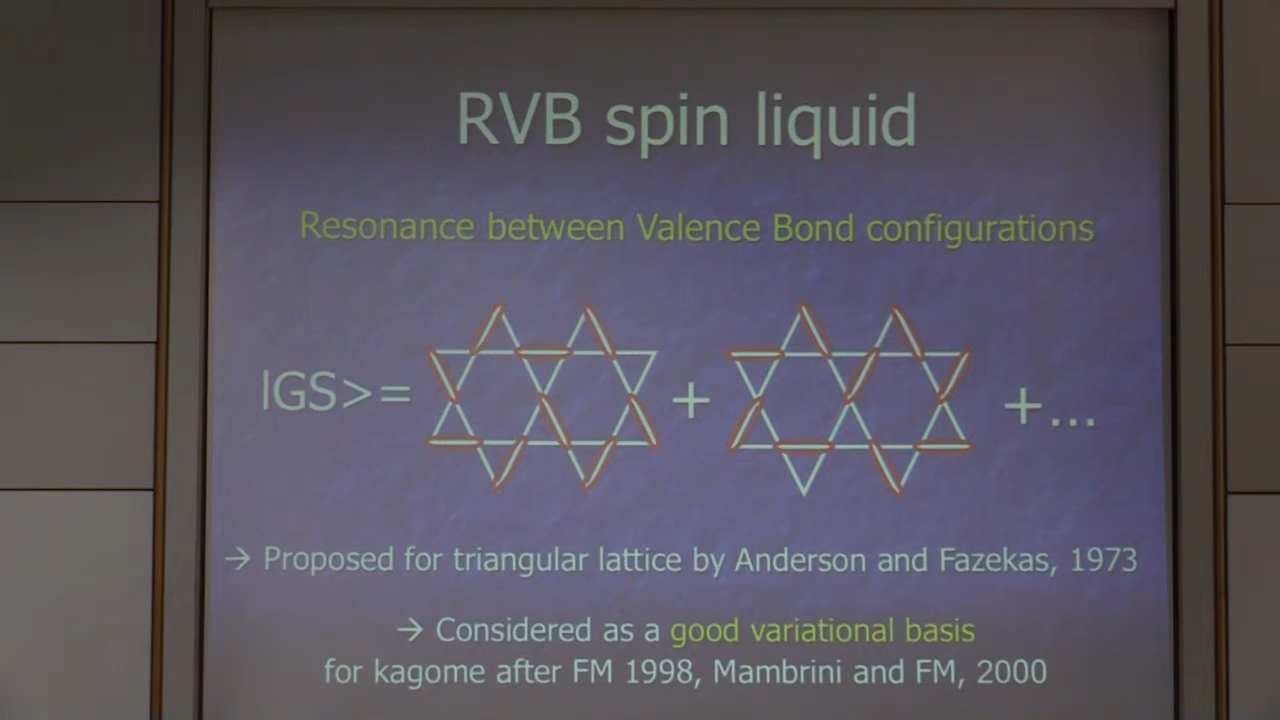 RVB spin liquid
Resonance between Valence Bond configurations
|GS>= + +...
→ Proposed for triangular lattice by Anderson and Fazekas, 1973
→ Considered as a good variational basis
for kagome after FM 1998, Mambrini and FM, 2000